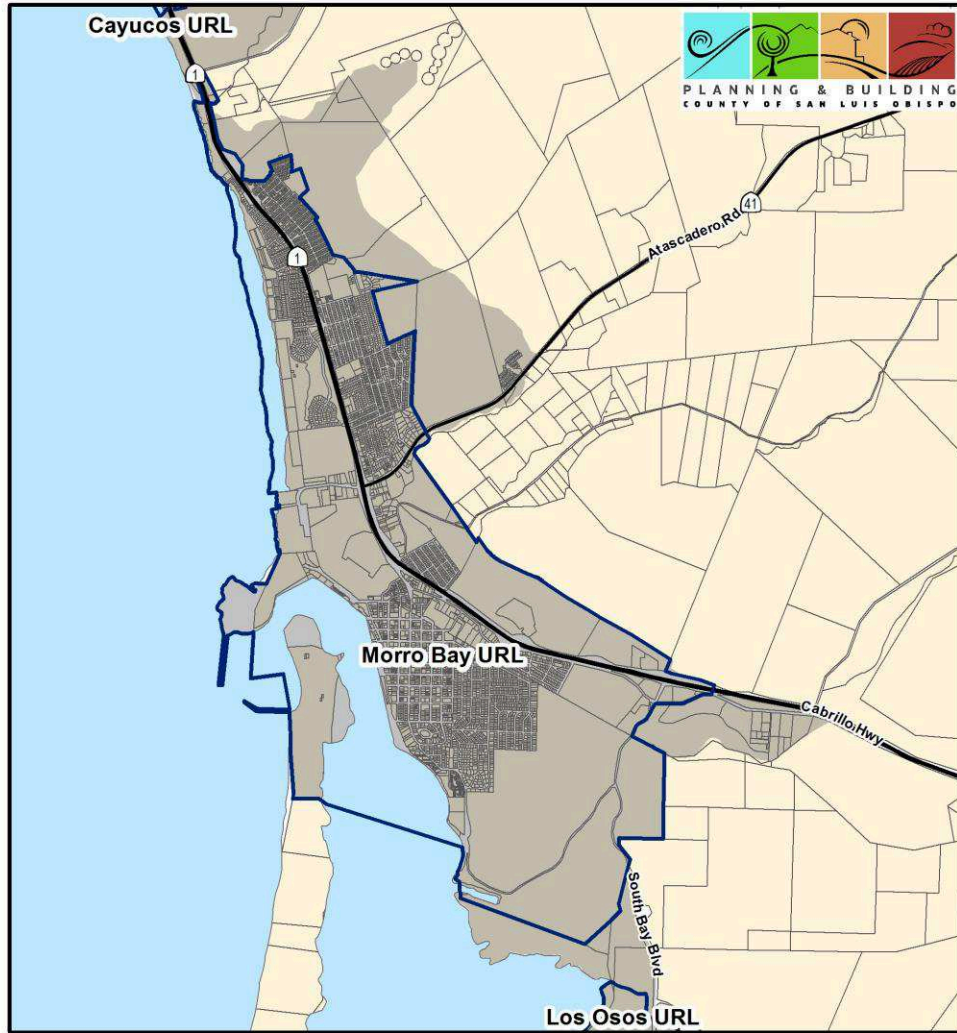 Cayucos URL
1
PLANNING & BUILDING
COUNTY OF SAN LUIS OBISPO
41
Atascadero Rd
1
Morro Bay URL
Cabrillo Hwy
South Bay Blvd
Los Osos URL